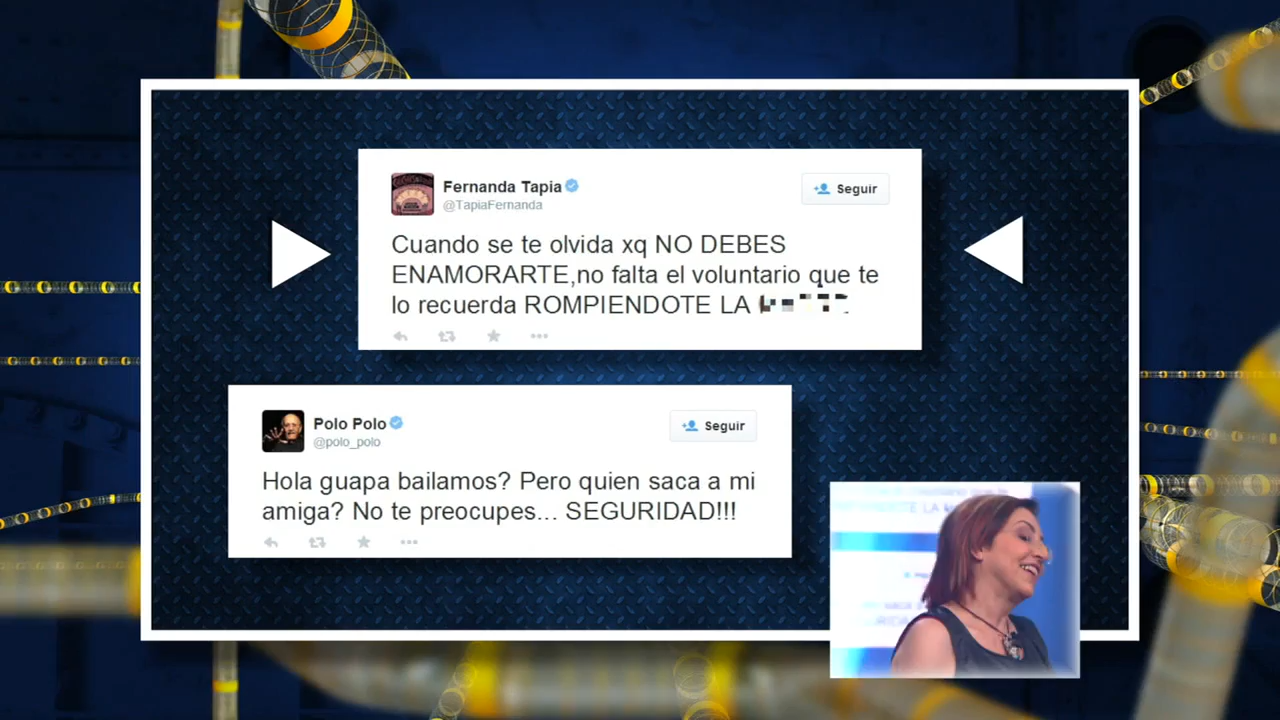 Fernanda Tapia
@TapiaFernanda
Seguir
Cuando se te olvida xq NO DEBES
ENAMORARTE,no falta el voluntario que te
lo recuerda ROMPIENDOTE LA
Polo Polo
@polo_polo
Seguir
Hola guapa bailamos? Pero quien saca a mi
amiga? No te preocupes... SEGURIDAD!!!